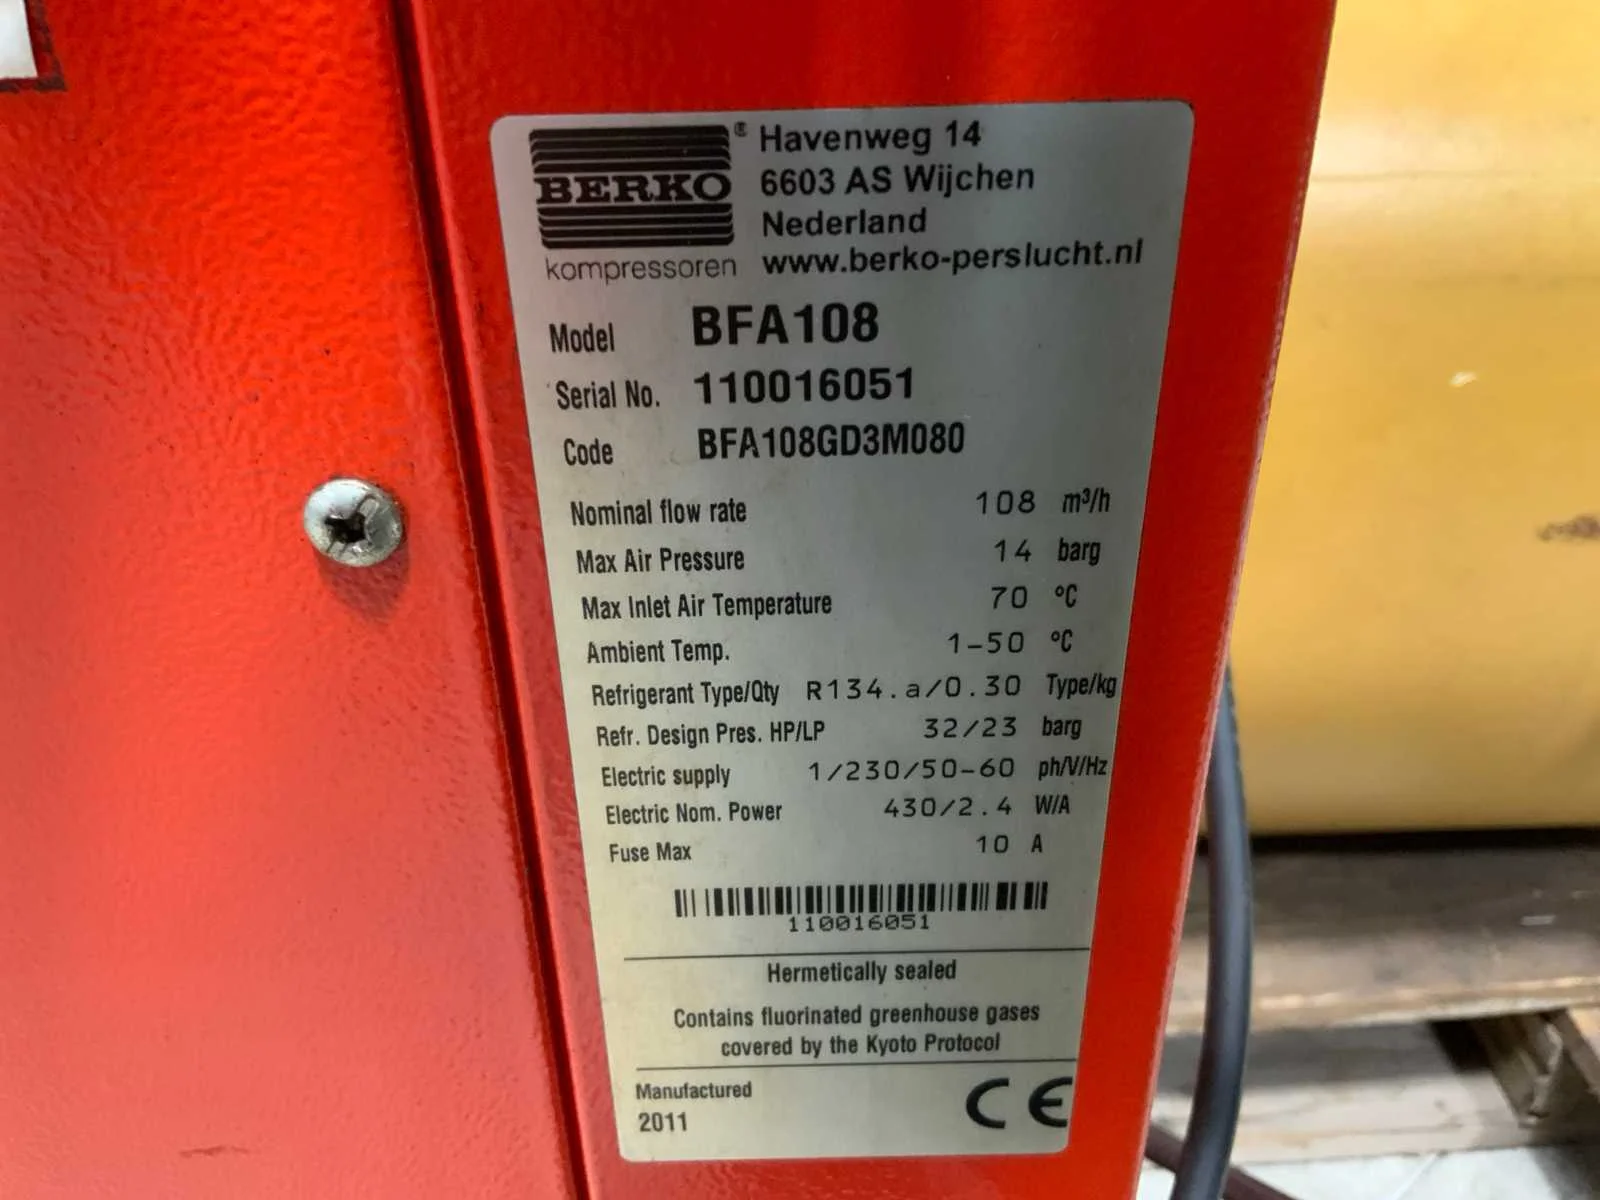 BERKO ®
kompressoren
Havenweg 14
6603 AS Wijchen
Nederland
www.berko-perslucht.nl
Model BFA108
Serial No. 110016051
Code BFA108GD3M080
Nominal flow rate 108 m³/h
Max Air Pressure 14 barg
Max Inlet Air Temperature 70 °C
Ambient Temp. 1-50 °C
Refrigerant Type/Qty R134.a/0.30 Type/kg
Refr. Design Pres. HP/LP 32/23 barg
Electric supply 1/230/50-60 ph/V/Hz
Electric Nom. Power 430/2.4 W/A
Fuse Max 10 A
110016051
Hermetically sealed
Contains fluorinated greenhouse gases
covered by the Kyoto Protocol
Manufactured
2011
CE